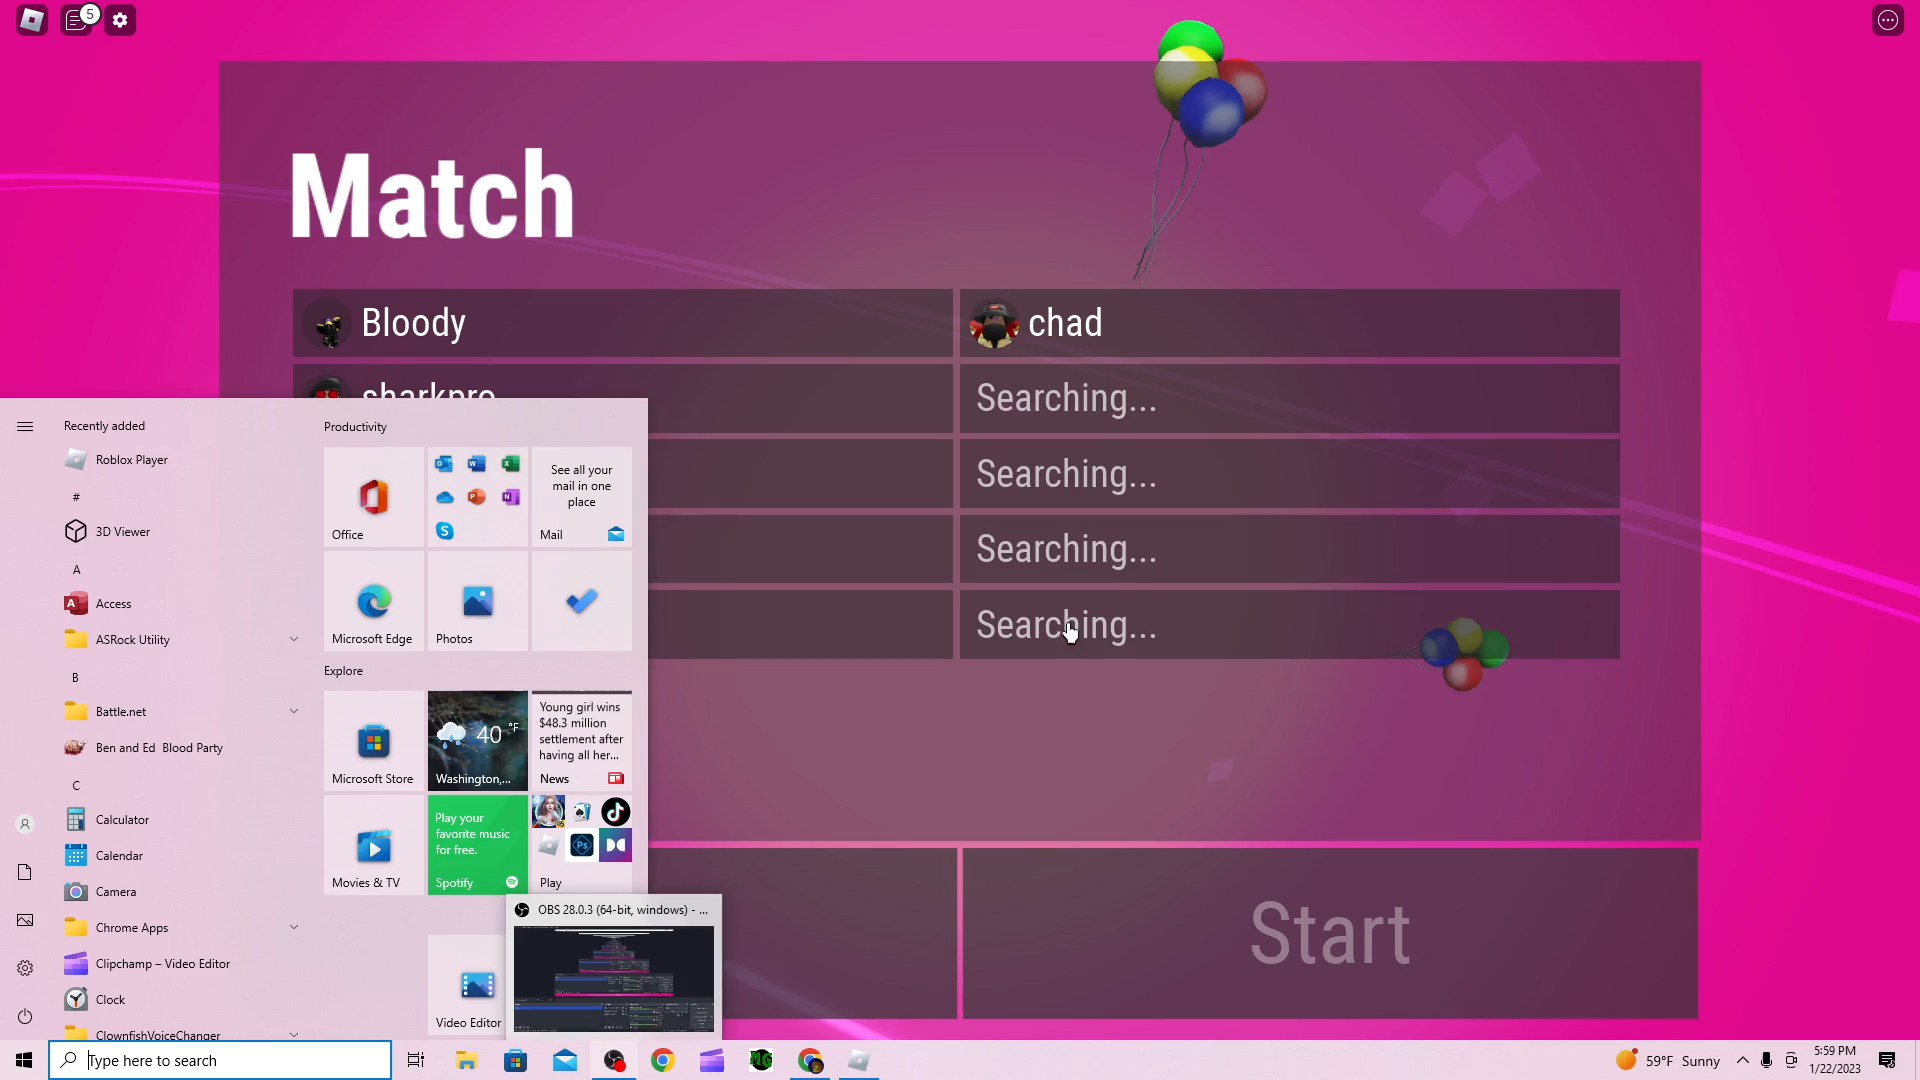 5
Match
Bloody
chad
sharkpro
Searching...
Searching...
Searching...
Searching...
Start
Recently added
Roblox Player
#
3D Viewer
A
Access
ASRock Utility
B
Battle.net
Ben and Ed Blood Party
C
Calculator
Calendar
Camera
Chrome Apps
Clipchamp – Video Editor
Clock
ClownfishVoiceChanger
Productivity
Office
See all your
mail in one
place
Mail
Microsoft Edge
Photos
Explore
Microsoft Store
40 °F
Washington,...
Young girl wins
$48.3 million
settlement after
having all her...
News
Movies & TV
Play your
favorite music
for free.
Spotify
Ps
Play
Video Editor
OBS 28.0.3 (64-bit, windows) - ...
Type here to search
MG
59°F Sunny
5:59 PM
1/22/2023